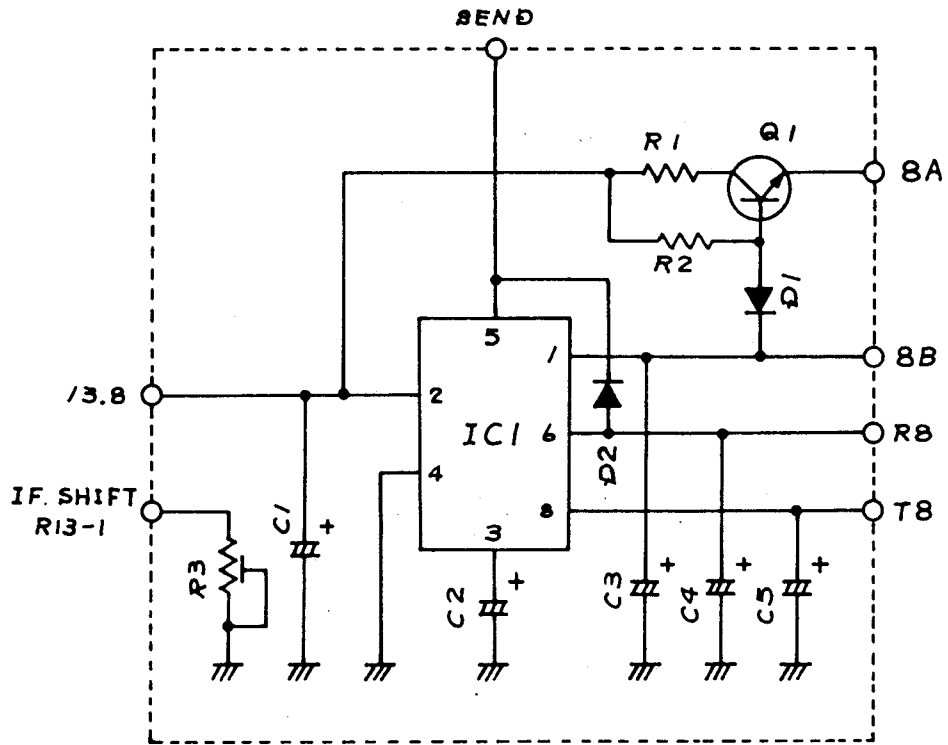 SEND
R1
Q1
8A
R2
D1
5
1
8B
13.8
2
IC1
6
R8
D2
4
IF. SHIFT
R13-1
8
T8
C1
+
3
R3
C2
+
C3
+
C4
+
C5
+